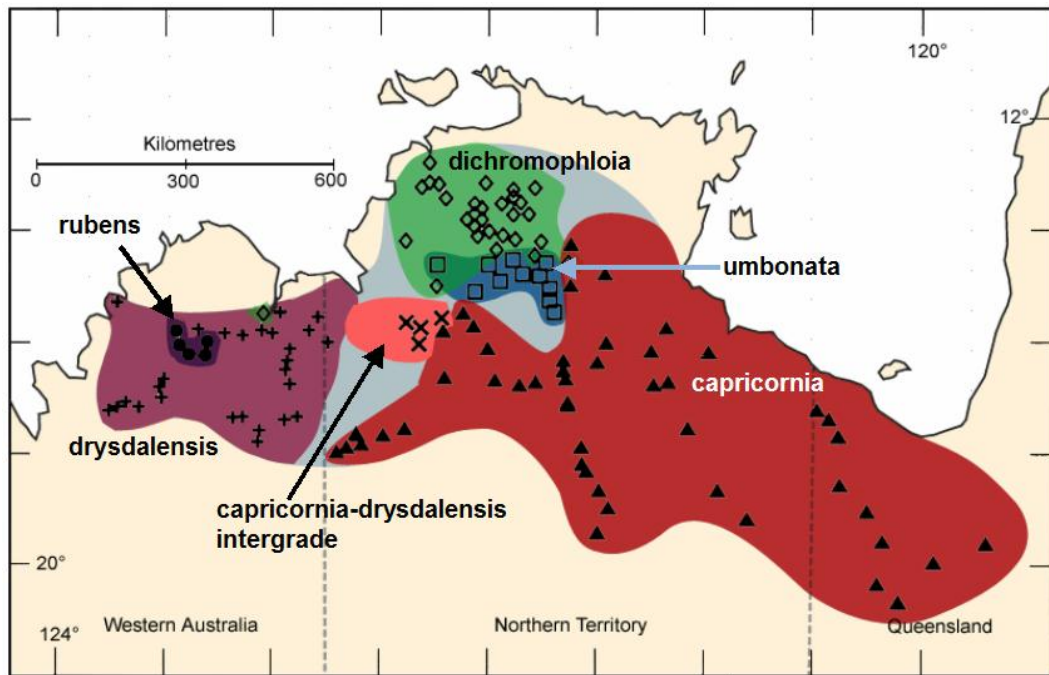 120°
12°
Kilometres
0 300 600
dichromophloia
rubens
umbonata
capricornia
drysdalensis
capricornia-drysdalensis
intergrade
20°
124°
Western Australia
Northern Territory
Queensland